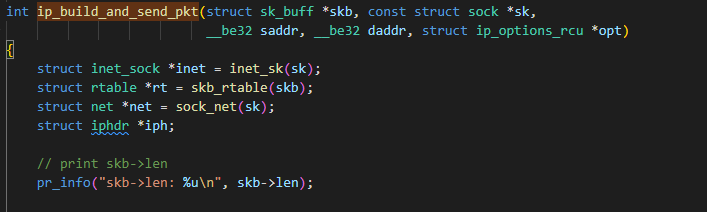 int ip_build_and_send_pkt(struct sk_buff *skb, const struct sock *sk,
__be32 saddr, __be32 daddr, struct ip_options_rcu *opt)
{
struct inet_sock *inet = inet_sk(sk);
struct rtable *rt = skb_rtable(skb);
struct net *net = sock_net(sk);
struct iphdr *iph;
// print skb->len
pr_info("skb->len: %u\n", skb->len);